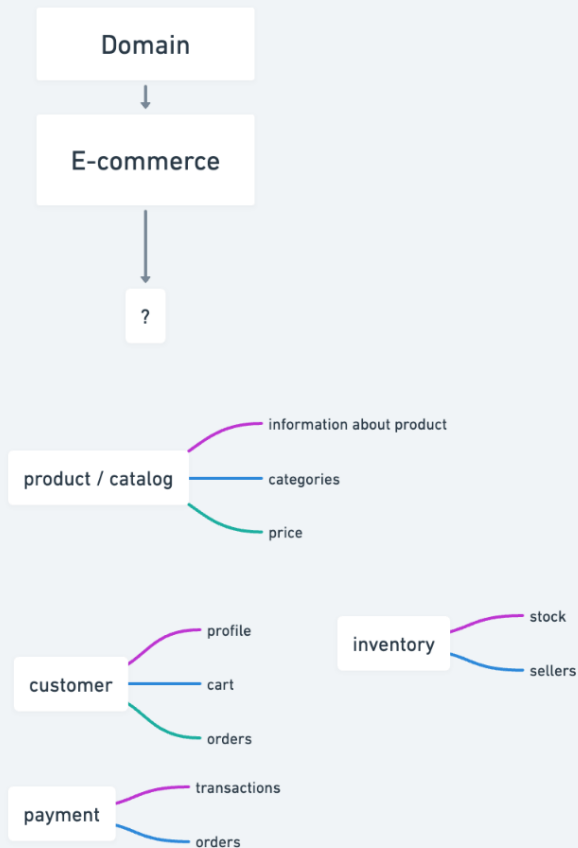 Domain
E-commerce
?
product / catalog
information about product
categories
price
customer
profile
cart
orders
inventory
stock
sellers
payment
transactions
orders